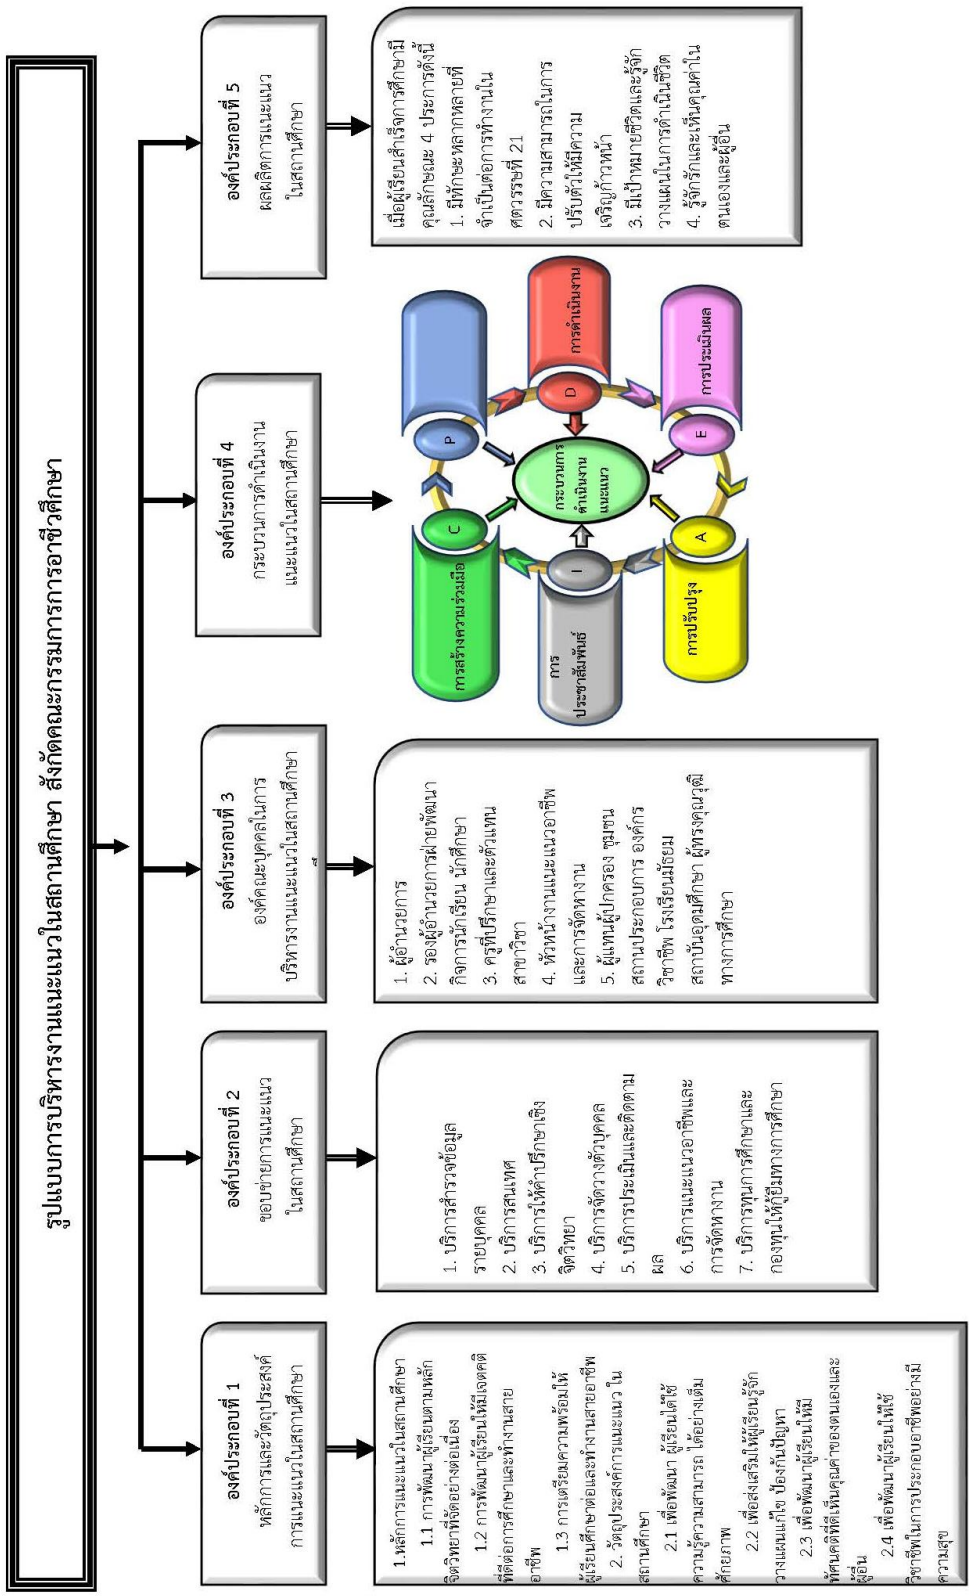 รูปแบบการบริหารงานแนะแนวในสถานศึกษา สังกัดคณะกรรมการการอาชีวศึกษา
องค์ประกอบที่ 1
หลักการและวัตถุประสงค์
การแนะแนวในสถานศึกษา
1.หลักการแนะแนวในสถานศึกษา
1.1 การพัฒนาผู้เรียนตามหลัก
จิตวิทยาที่จัดอย่างต่อเนื่อง
1.2 การพัฒนาผู้เรียนให้มีเจตคติ
ที่ดีต่อการศึกษาและทำงานสาย
อาชีพ
1.3 การเตรียมความพร้อมให้
ผู้เรียนศึกษาต่อและทำงานสายอาชีพ
2. วัตถุประสงค์การแนะแนว ใน
สถานศึกษา
2.1 เพื่อพัฒนา ผู้เรียนได้ใช้
ความรู้ความสามารถ ได้อย่างเต็ม
ศักยภาพ
2.2 เพื่อส่งเสริมให้ผู้เรียนรู้จัก
วางแผนแก้ไข ป้องกันปัญหา
2.3 เพื่อพัฒนาผู้เรียนให้มี
ทัศนคติที่ดีเห็นคุณค่าของตนเองและ
ผู้อื่น
2.4 เพื่อพัฒนาผู้เรียนให้ใช้
วิชาชีพในการประกอบอาชีพอย่างมี
ความสุข
องค์ประกอบที่ 2
ขอบข่ายการแนะแนว
ในสถานศึกษา
1. บริการสำรวจข้อมูล
รายบุคคล
2. บริการสนเทศ
3. บริการให้คำปรึกษาเชิง
จิตวิทยา
4. บริการจัดวางตัวบุคคล
5. บริการประเมินและติดตาม
ผล
6. บริการแนะแนวอาชีพและ
การจัดหางาน
7. บริการทุนการศึกษาและ
กองทุนให้กู้ยืมทางการศึกษา
องค์ประกอบที่ 3
องค์คณะบุคคลในการ
บริหารงานแนะแนวในสถานศึกษา
1. ผู้อำนวยการ
2. รองผู้อำนวยการฝ่ายพัฒนา
กิจการนักเรียน นักศึกษา
3. ครูที่ปรึกษาและตัวแทน
สาขาวิชา
4. หัวหน้างานแนะแนวอาชีพ
และการจัดหางาน
5. ผู้แทนผู้ปกครอง ชุมชน
สถานประกอบการ องค์กร
วิชาชีพ โรงเรียนมัธยม
สถาบันอุดมศึกษา ผู้ทรงคุณวุฒิ
ทางการศึกษา
องค์ประกอบที่ 4
กระบวนการดำเนินงาน
แนะแนวในสถานศึกษา
การสร้างความร่วมมือ
C
P
การ
ประชาสัมพันธ์
I
กระบวนการ
ดำเนินงาน
แนะแนว
D
การดำเนินงาน
การปรับปรุง
A
E
การประเมินผล
องค์ประกอบที่ 5
ผลผลิตการแนะแนว
ในสถานศึกษา
เมื่อผู้เรียนสำเร็จการศึกษามี
คุณลักษณะ 4 ประการดังนี้
1. มีทักษะหลากหลายที่
จำเป็นต่อการทำงานใน
ศตวรรษที่ 21
2. มีความสามารถในการ
ปรับตัวให้มีความ
เจริญก้าวหน้า
3. มีเป้าหมายชีวิตและรู้จัก
วางแผนในการดำเนินชีวิต
4. รู้จักรักและเห็นคุณค่าใน
ตนเองและผู้อื่น